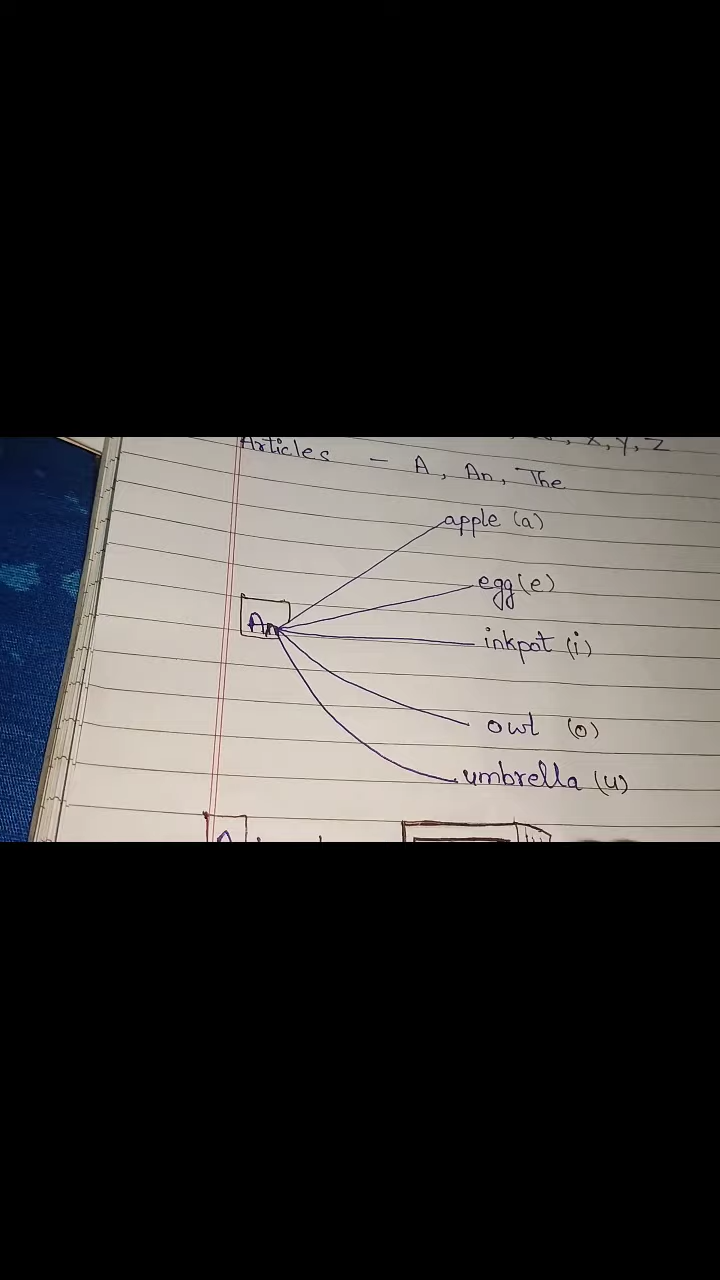 X, Y, Z
Articles - A, An, The
apple (a)
egg (e)
An
inkpot (i)
owl (o)
umbrella (u)